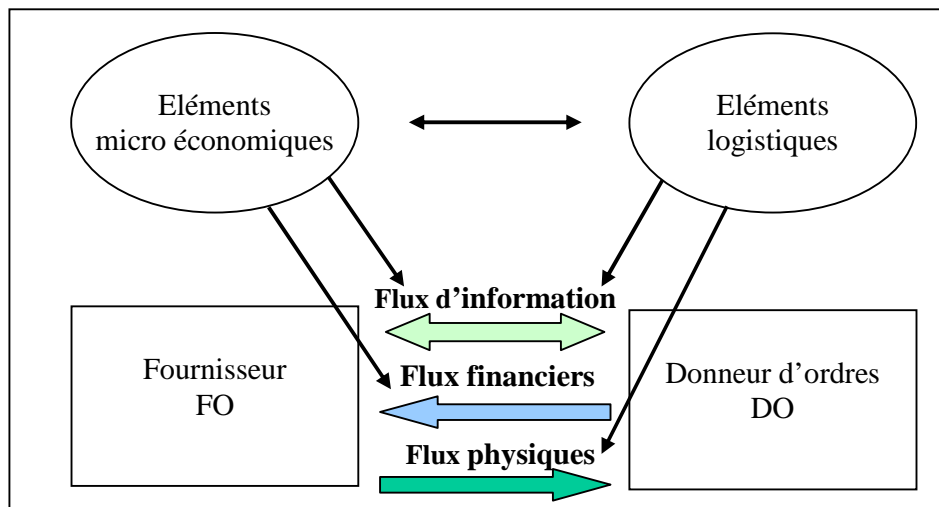 Eléments
micro économiques
Eléments
logistiques
Flux d’information
Fournisseur
FO
Flux financiers
Donneur d’ordres
DO
Flux physiques